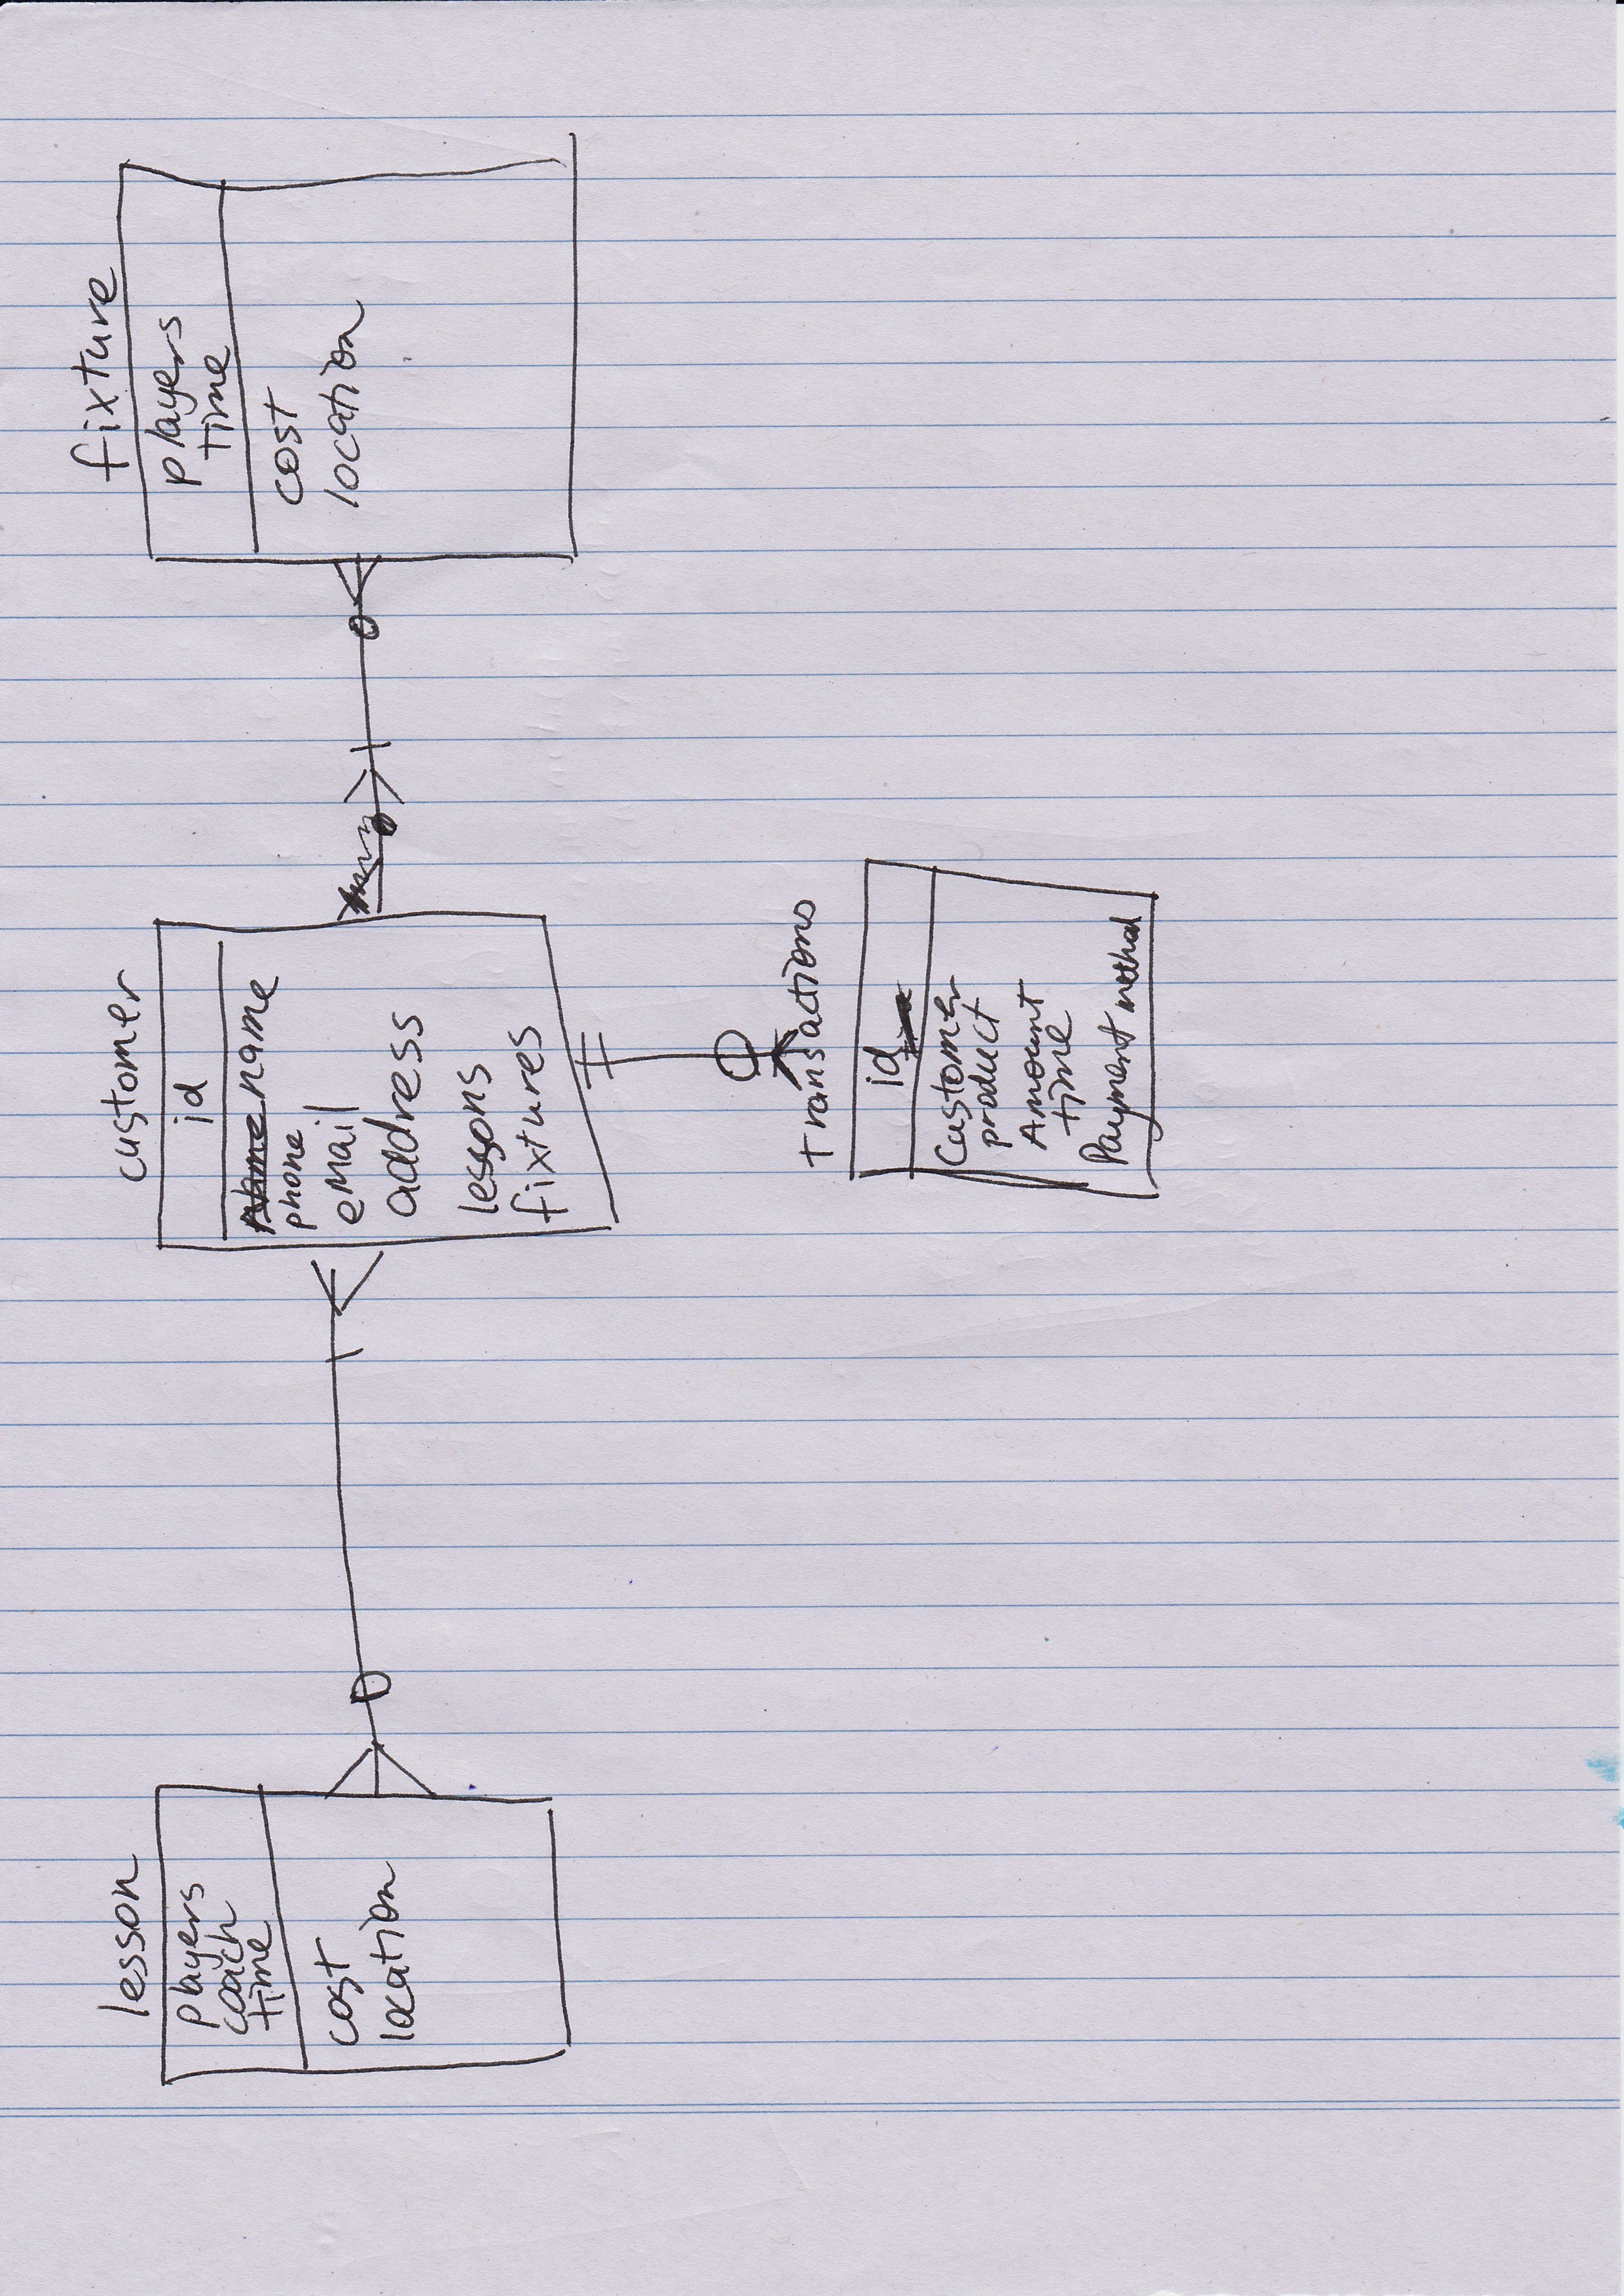 lesson
players
coach
time
cost
location
customer
id
name
phone
email
address
lessons
fixtures
fixture
players
time
cost
location
transactions
id
Customer
product
Amount
time
Payment method